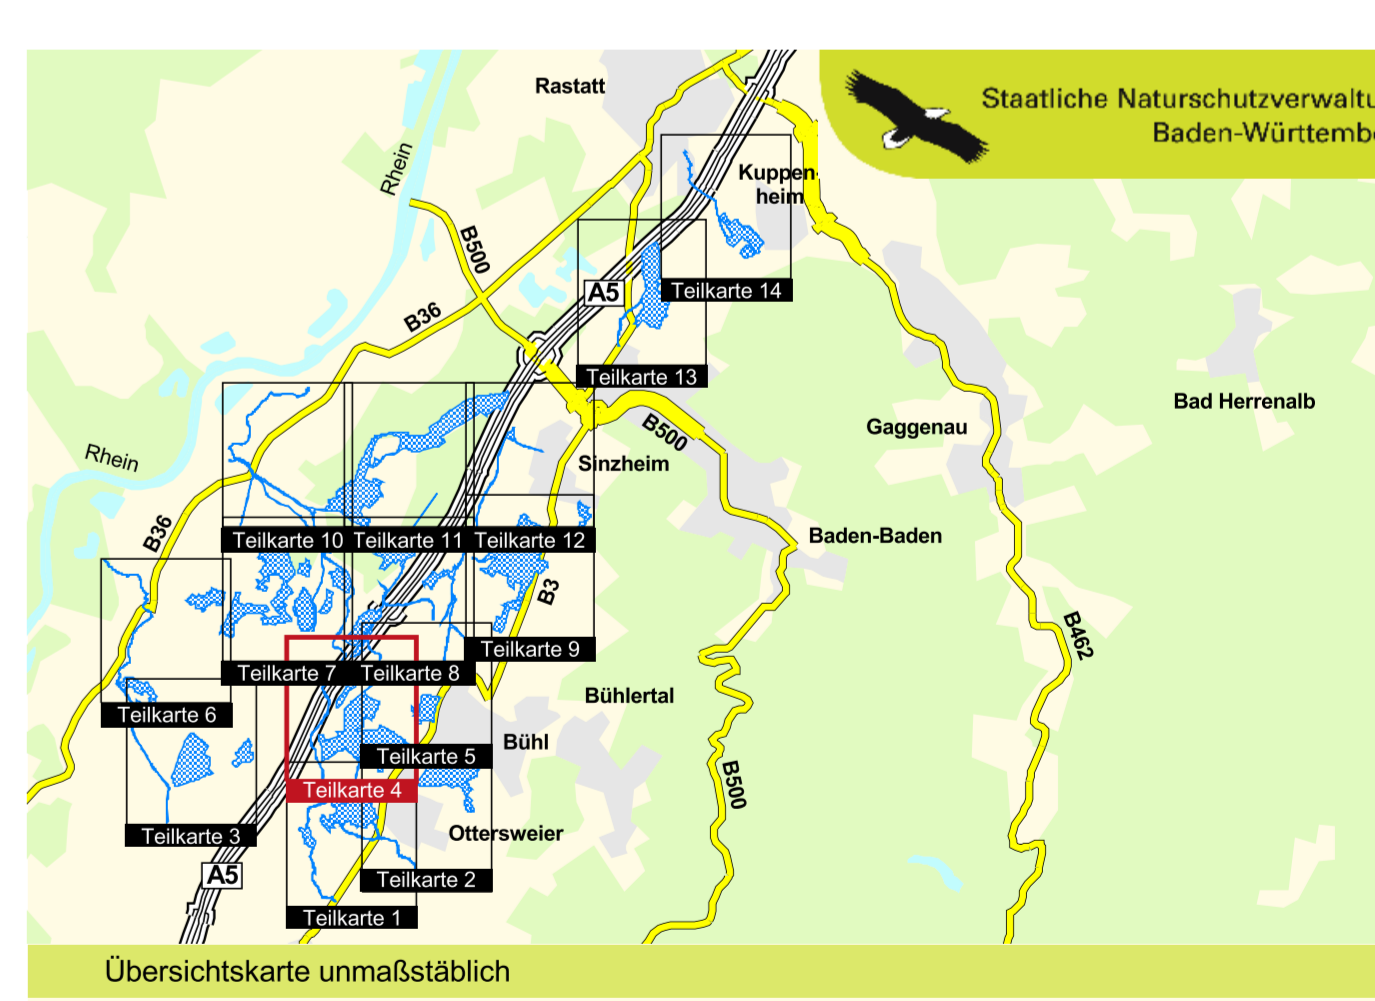 Rastatt
Staatliche Naturschutzverwaltu
Baden-Württembe
Rhein
Kuppen-
heim
B500
A5
Teilkarte 14
B36
Teilkarte 13
Bad Herrenalb
Gaggenau
B500
Rhein
Sinzheim
B36
Teilkarte 10
Teilkarte 11
Teilkarte 12
Baden-Baden
B3
B462
Teilkarte 9
Teilkarte 7
Teilkarte 8
Bühlertal
Teilkarte 6
Bühl
Teilkarte 5
B500
Teilkarte 4
Teilkarte 3
Ottersweier
A5
Teilkarte 2
Teilkarte 1
Übersichtskarte unmaßstäblich